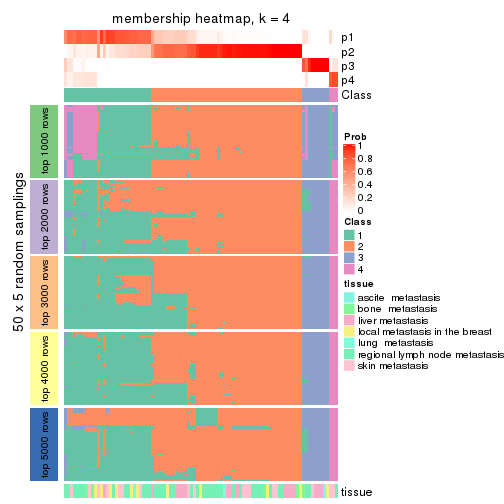 membership heatmap, k = 4
p1
p2
p3
p4
Class
50 x 5 random samplings
top 1000 rows
top 2000 rows
top 3000 rows
top 4000 rows
top 5000 rows
tissue
Prob
1
0.8
0.6
0.4
0.2
0
Class
1
2
3
4
tissue
ascite metastasis
bone metastasis
liver metastasis
local metastasis in the breast
lung metastasis
regional lymph node metastasis
skin metastasis